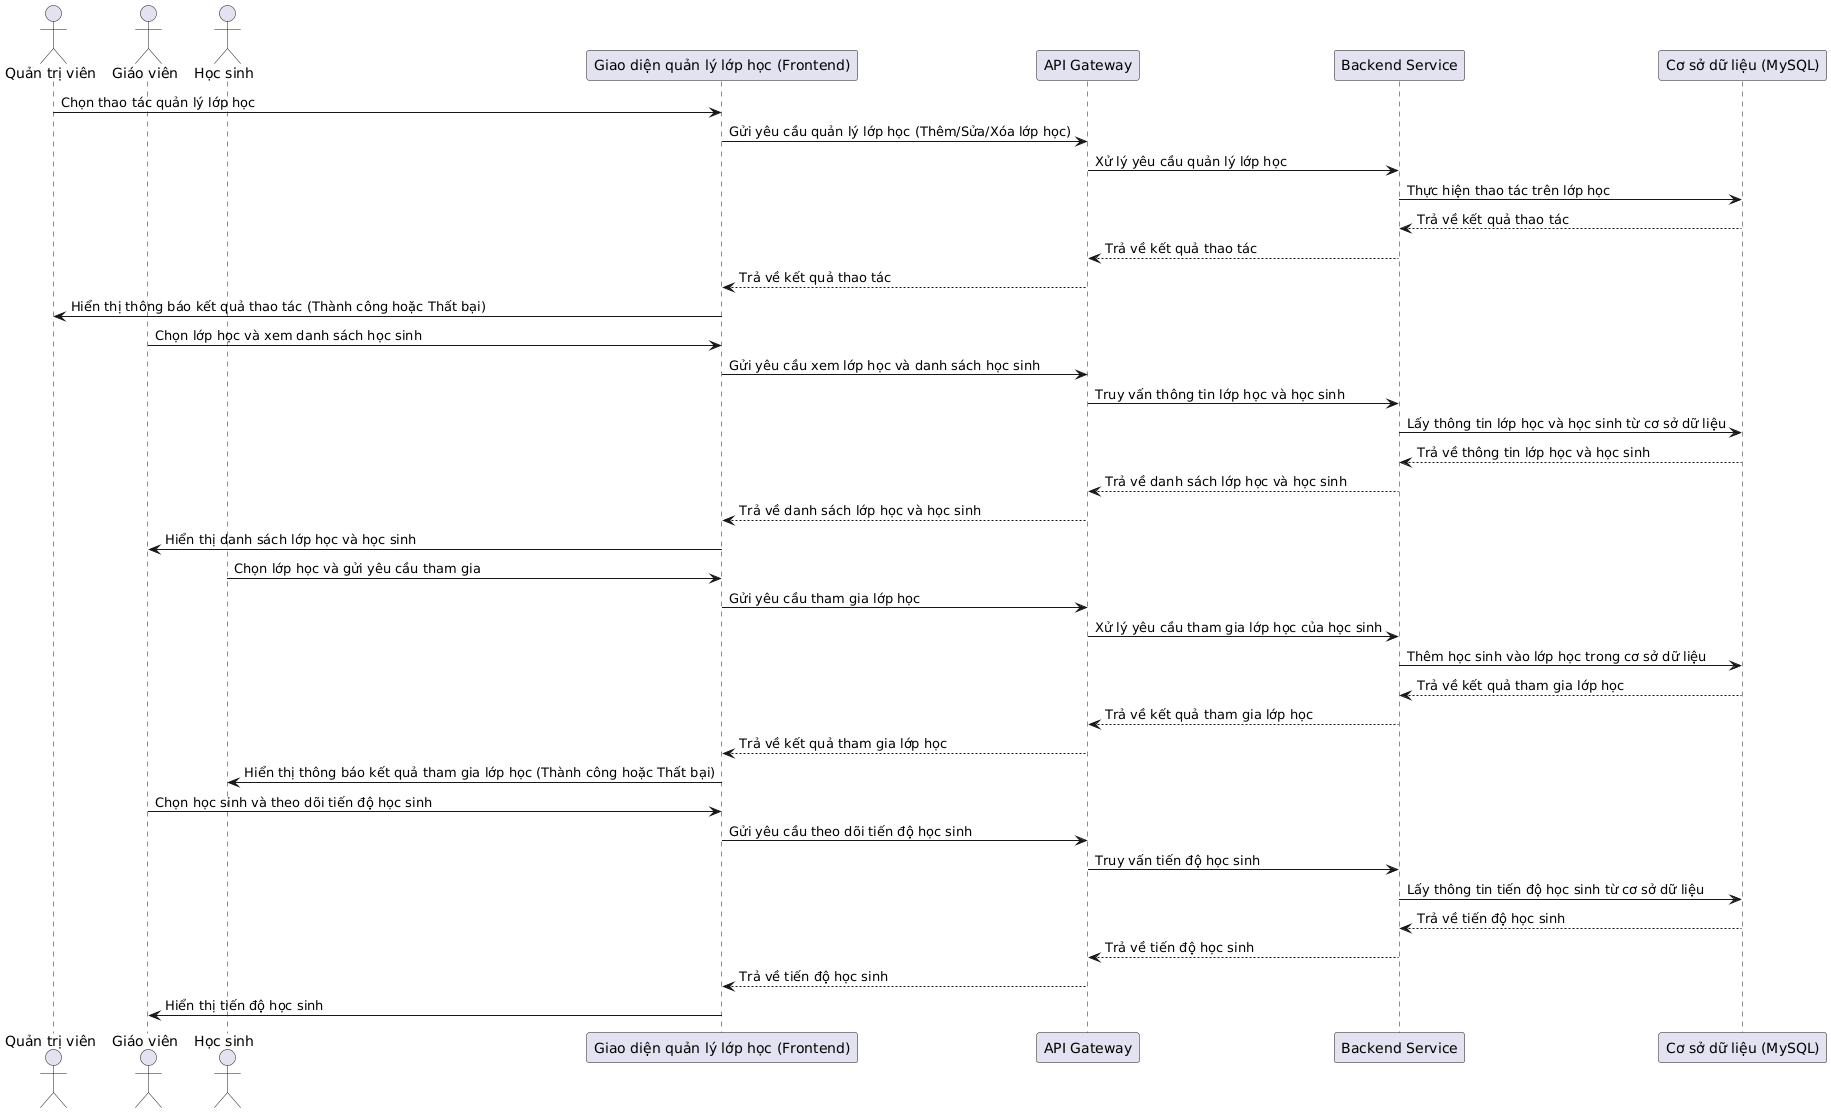 Quản trị viên
Giáo viên
Học sinh
Giao diện quản lý lớp học (Frontend)
API Gateway
Backend Service
Cơ sở dữ liệu (MySQL)
Chọn thao tác quản lý lớp học
Gửi yêu cầu quản lý lớp học (Thêm/Sửa/Xóa lớp học)
Xử lý yêu cầu quản lý lớp học
Thực hiện thao tác trên lớp học
Trả về kết quả thao tác
Trả về kết quả thao tác
Trả về kết quả thao tác
Hiển thị thông báo kết quả thao tác (Thành công hoặc Thất bại)
Chọn lớp học và xem danh sách học sinh
Gửi yêu cầu xem lớp học và danh sách học sinh
Truy vấn thông tin lớp học và học sinh
Lấy thông tin lớp học và học sinh từ cơ sở dữ liệu
Trả về thông tin lớp học và học sinh
Trả về danh sách lớp học và học sinh
Trả về danh sách lớp học và học sinh
Hiển thị danh sách lớp học và học sinh
Chọn lớp học và gửi yêu cầu tham gia
Gửi yêu cầu tham gia lớp học
Xử lý yêu cầu tham gia lớp học của học sinh
Thêm học sinh vào lớp học trong cơ sở dữ liệu
Trả về kết quả tham gia lớp học
Trả về kết quả tham gia lớp học
Trả về kết quả tham gia lớp học
Hiển thị thông báo kết quả tham gia lớp học (Thành công hoặc Thất bại)
Chọn học sinh và theo dõi tiến độ học sinh
Gửi yêu cầu theo dõi tiến độ học sinh
Truy vấn tiến độ học sinh
Lấy thông tin tiến độ học sinh từ cơ sở dữ liệu
Trả về tiến độ học sinh
Trả về tiến độ học sinh
Trả về tiến độ học sinh
Hiển thị tiến độ học sinh
Quản trị viên
Giáo viên
Học sinh
Giao diện quản lý lớp học (Frontend)
API Gateway
Backend Service
Cơ sở dữ liệu (MySQL)